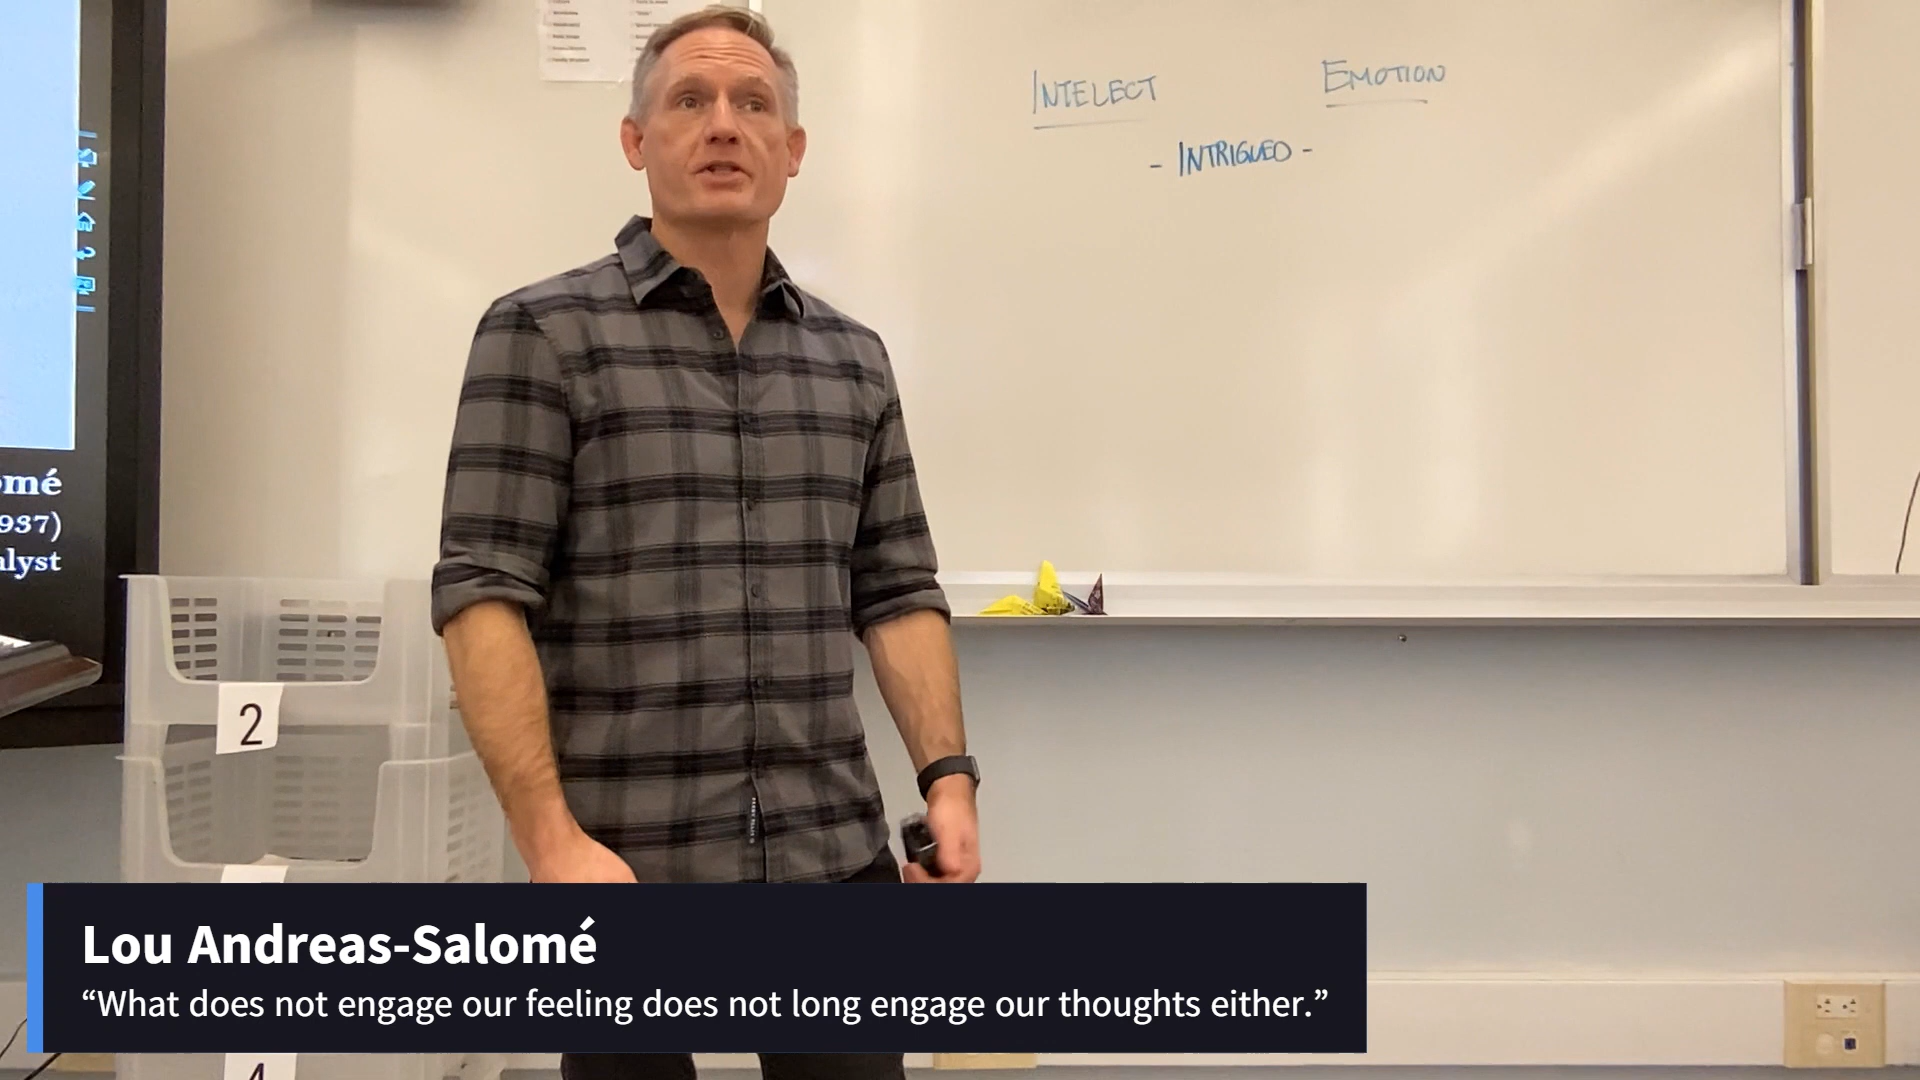 INTELECT
EMOTION
- INTRIGUED -
omé
937)
alyst
2
Lou Andreas-Salomé
“What does not engage our feeling does not long engage our thoughts either.”
4